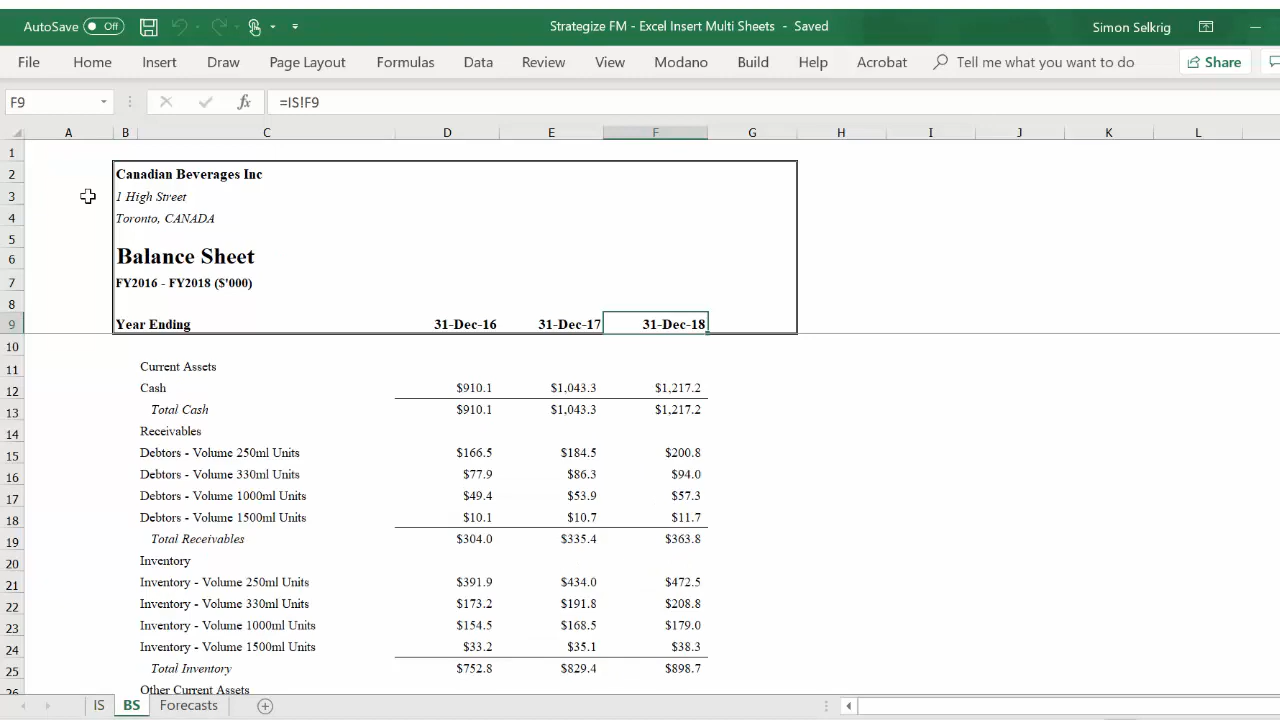 AutoSave Off Strategize FM - Excel Insert Multi Sheets - Saved Simon Selkrig
File Home Insert Draw Page Layout Formulas Data Review View Modano Build Help Acrobat Tell me what you want to do Share
F9 fx =IS!F9
A B C D E F G H I J K L
1
2 Canadian Beverages Inc
3 1 High Street
4 Toronto, CANADA
5
6 Balance Sheet
7 FY2016 - FY2018 ($'000)
8
9 Year Ending 31-Dec-16 31-Dec-17 31-Dec-18
10
11 Current Assets
12 Cash $910.1 $1,043.3 $1,217.2
13 Total Cash $910.1 $1,043.3 $1,217.2
14 Receivables
15 Debtors - Volume 250ml Units $166.5 $184.5 $200.8
16 Debtors - Volume 330ml Units $77.9 $86.3 $94.0
17 Debtors - Volume 1000ml Units $49.4 $53.9 $57.3
18 Debtors - Volume 1500ml Units $10.1 $10.7 $11.7
19 Total Receivables $304.0 $335.4 $363.8
20 Inventory
21 Inventory - Volume 250ml Units $391.9 $434.0 $472.5
22 Inventory - Volume 330ml Units $173.2 $191.8 $208.8
23 Inventory - Volume 1000ml Units $154.5 $168.5 $179.0
24 Inventory - Volume 1500ml Units $33.2 $35.1 $38.3
25 Total Inventory $752.8 $829.4 $898.7
26 Other Current Assets
IS BS Forecasts